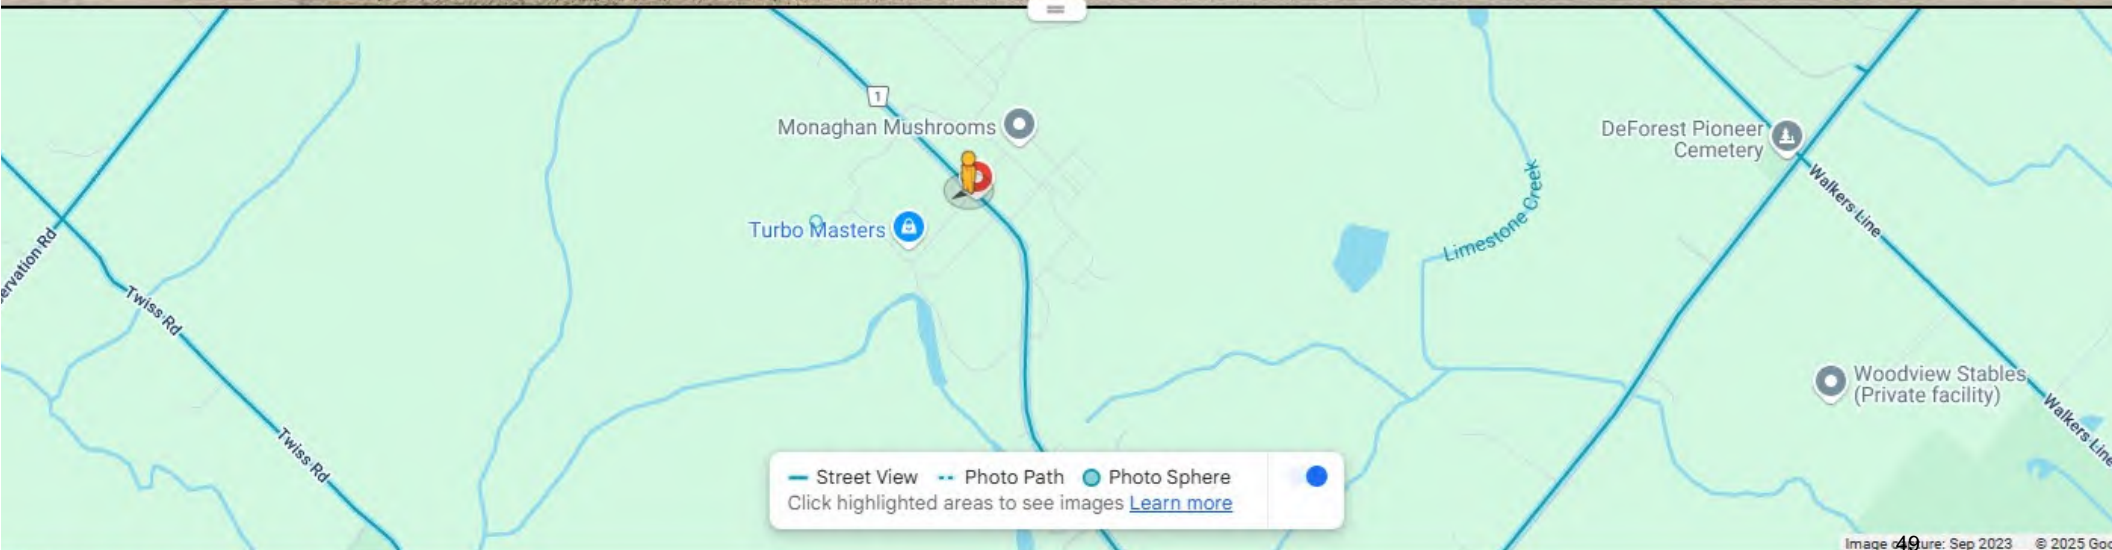 1
Monaghan Mushrooms
DeForest Pioneer
Cemetery
Walkers Line
Limestone Creek
Turbo Masters
Twiss Rd
Woodview Stables
(Private facility)
Walkers Line
Twiss Rd
Street View
Photo Path
Photo Sphere
Click highlighted areas to see images Learn more
49
Sep 2023
© 2025